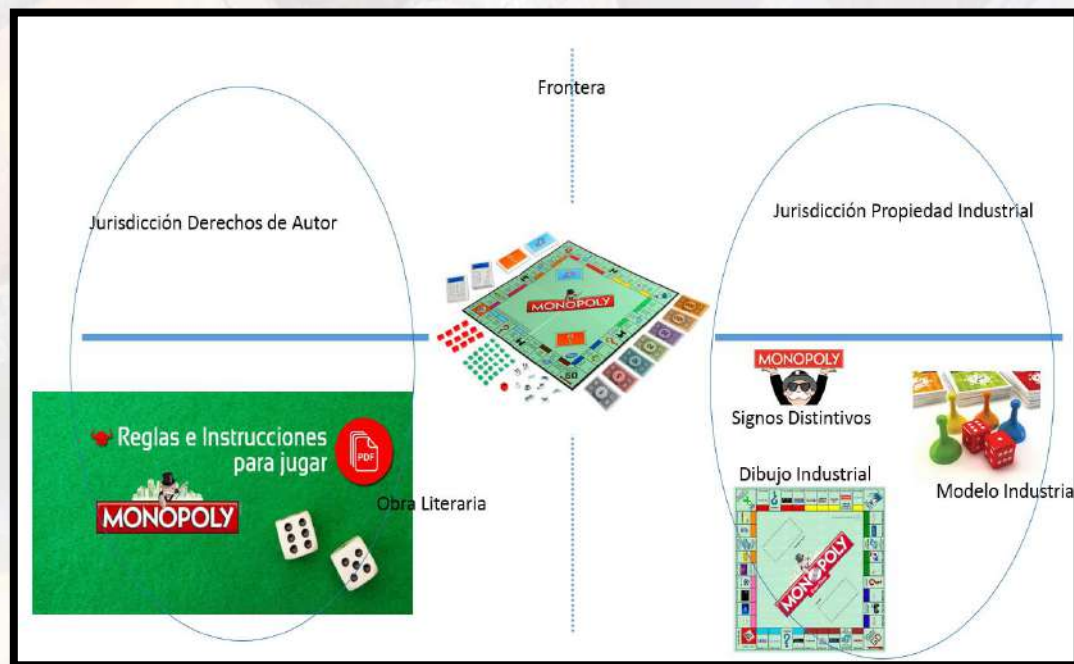 Frontera
Jurisdicción Derechos de Autor
Jurisdicción Propiedad Industrial
MONOPOLY
MONOPOLY
Signos Distintivos
Reglas e Instrucciones
para jugar
PDF
MONOPOLY
Obra Literaria
Dibujo Industrial
Modelo Industria
MONOPOLY